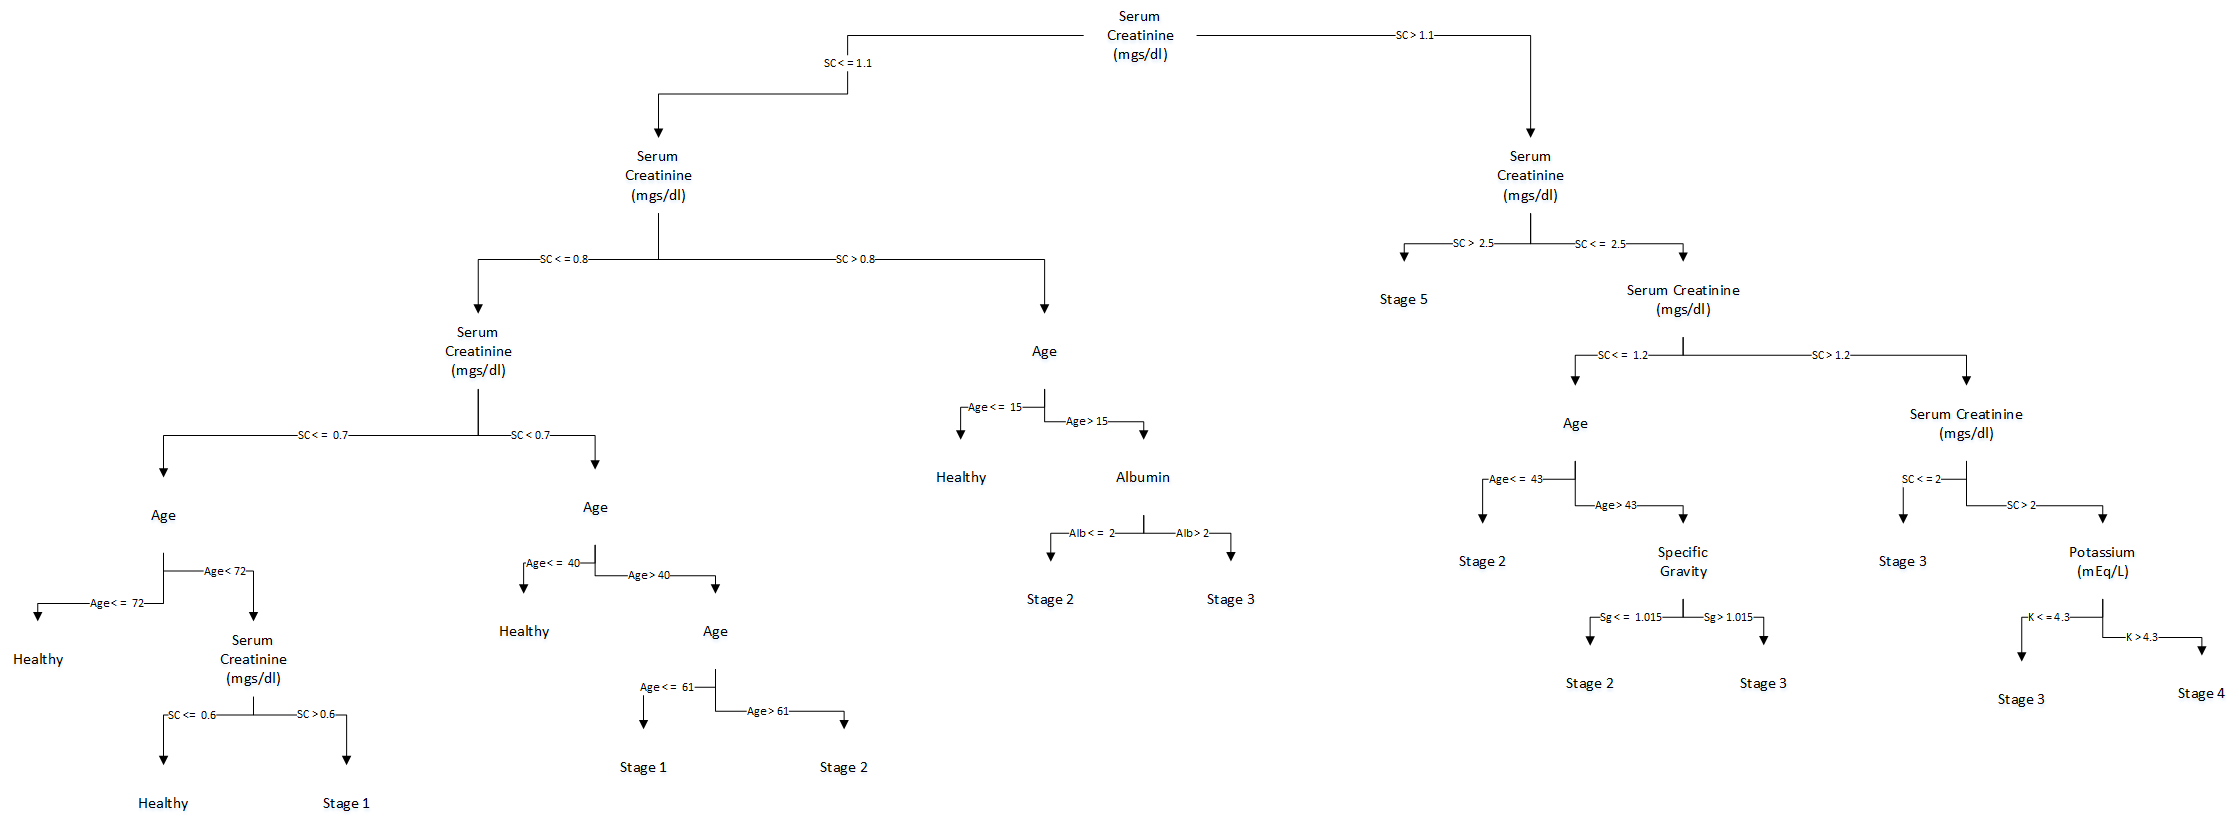 Serum
Creatinine
(mgs/dl)
SC > 1.1
SC < = 1.1
Serum
Creatinine
(mgs/dl)
Serum
Creatinine
(mgs/dl)
SC > 2.5
SC < = 2.5
SC < = 0.8
SC > 0.8
Stage 5
Serum Creatinine
(mgs/dl)
Serum
Creatinine
(mgs/dl)
Age
SC < = 1.2
SC > 1.2
Age < = 15
Age > 15
Age
Serum Creatinine
(mgs/dl)
SC < = 0.7
SC < 0.7
Healthy
Albumin
Age < = 43
Age > 43
SC < = 2
SC > 2
Age
Age
Alb < = 2
Alb > 2
Stage 2
Specific
Gravity
Stage 3
Potassium
(mEq/L)
Age < 72
Age < = 72
Age < = 40
Age > 40
Stage 2
Stage 3
Sg < = 1.015
Sg > 1.015
K < = 4.3
K > 4.3
Healthy
Serum
Creatinine
(mgs/dl)
Healthy
Age
Stage 2
Stage 3
Stage 3
Stage 4
SC <= 0.6
SC > 0.6
Age < = 61
Age > 61
Healthy
Stage 1
Stage 1
Stage 2